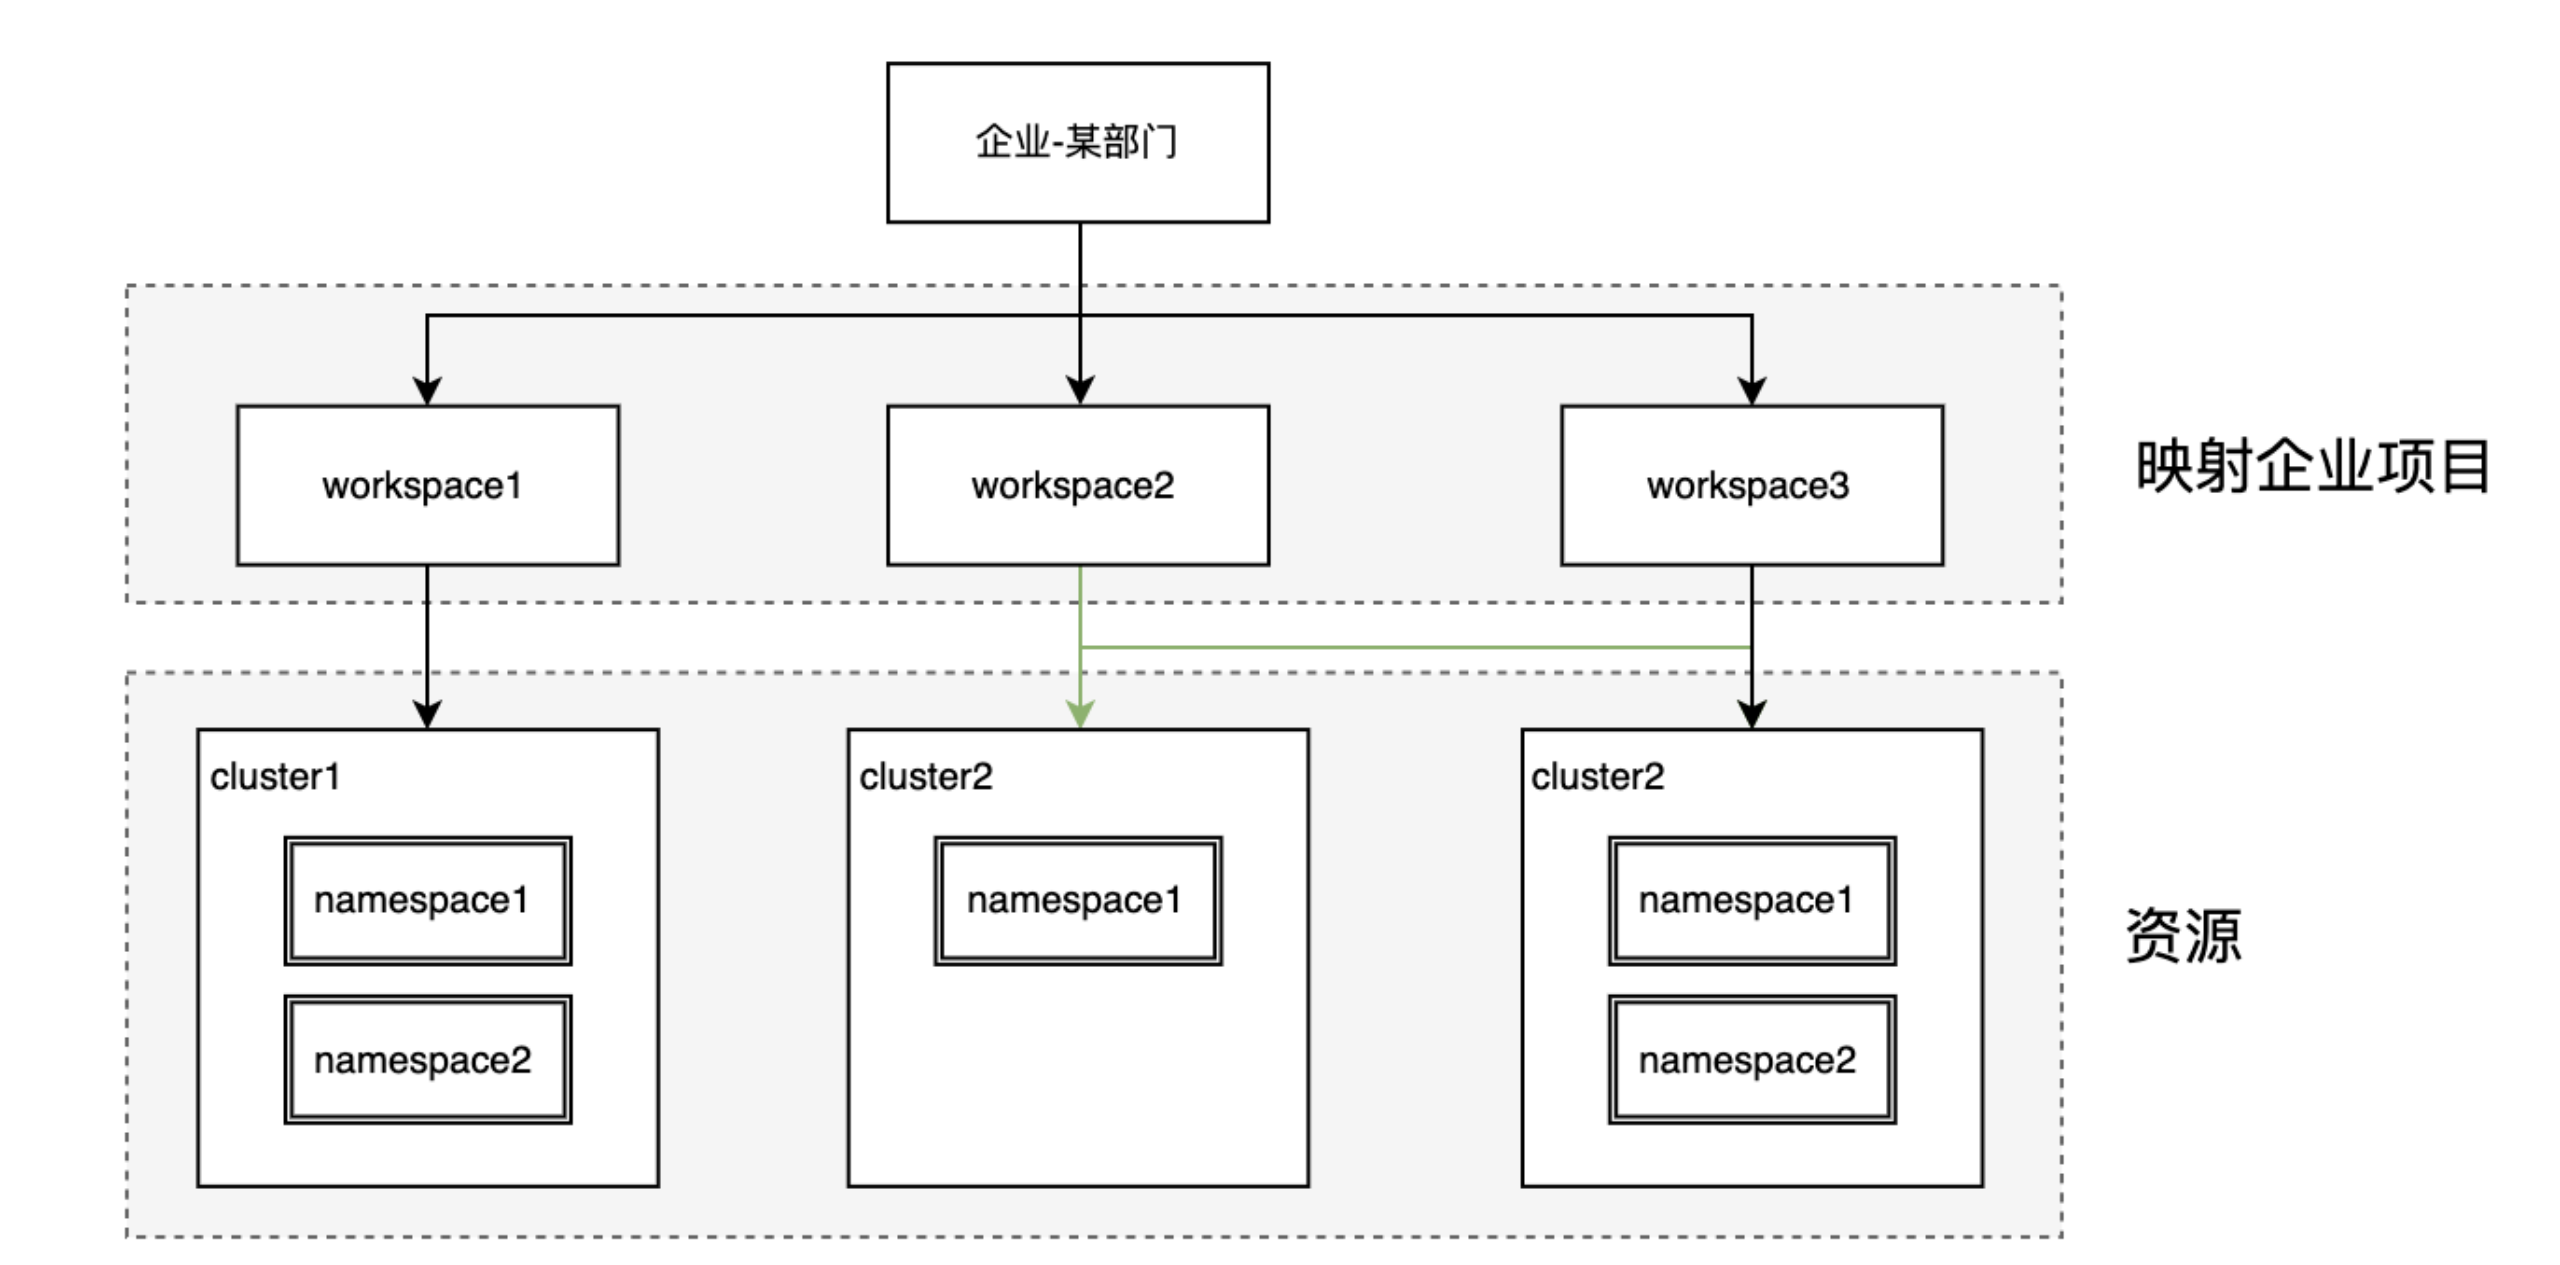 企业-某部门
workspace1
workspace2
workspace3
映射企业项目
cluster1
namespace1
namespace2
cluster2
namespace1
cluster2
namespace1
namespace2
资源